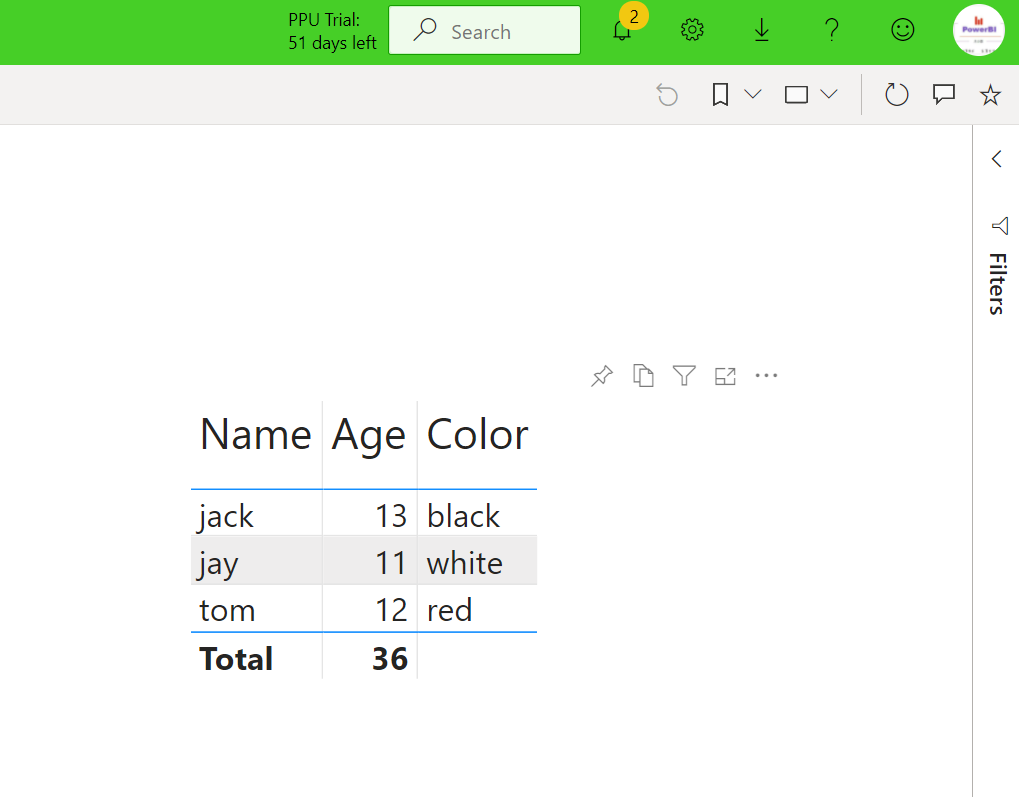 PPU Trial:
51 days left
Search
2
PowerBI
Filters
Name Age Color
jack 13 black
jay 11 white
tom 12 red
Total 36